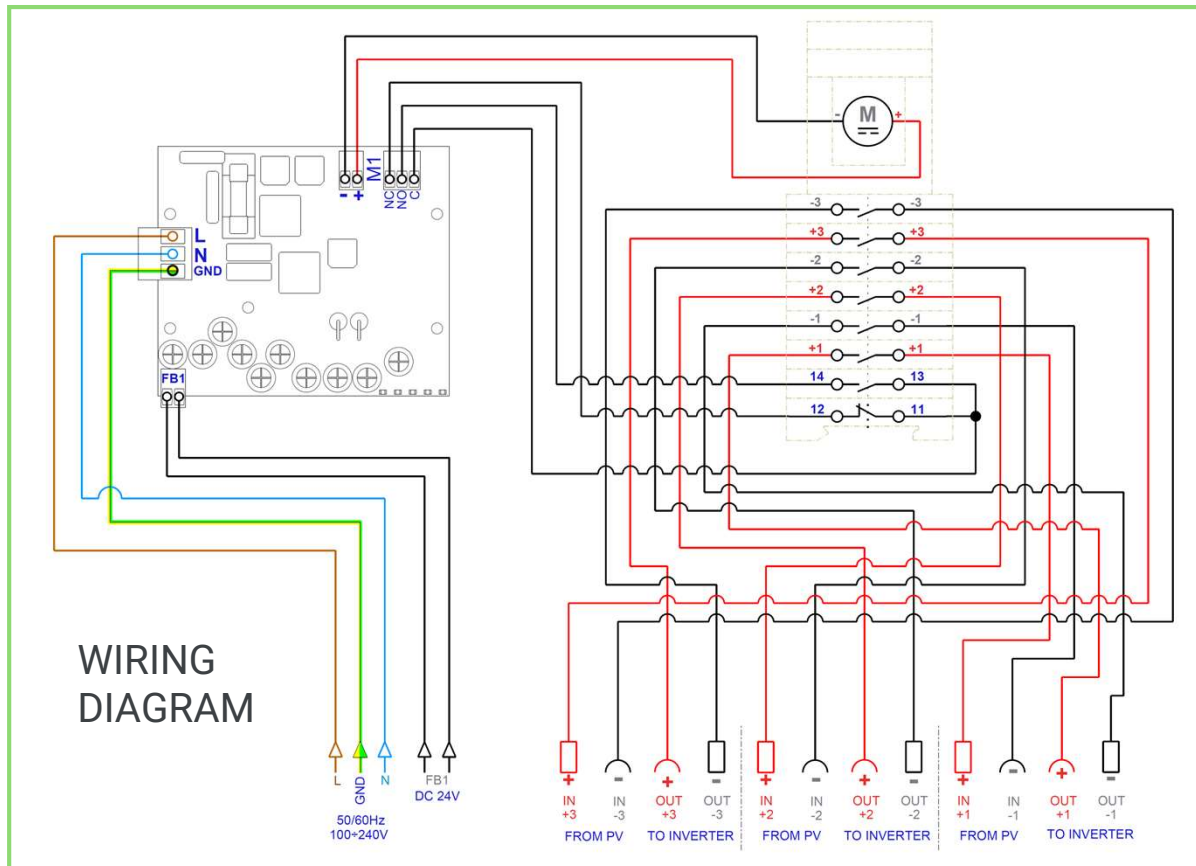 - M +
- + M1 NC NO C
-3 -3
+3 +3
-2 -2
+2 +2
-1 -1
+1 +1
14 13
12 11
L
N
GND
FB1
WIRING
DIAGRAM
L GND N FB1
DC 24V
50/60Hz
100÷240V
+ - + - + - + - + - + -
IN IN OUT OUT IN IN OUT OUT IN IN OUT OUT
+3 -3 +3 -3 +2 -2 +2 -2 +1 -1 +1 -1
FROM PV TO INVERTER FROM PV TO INVERTER FROM PV TO INVERTER